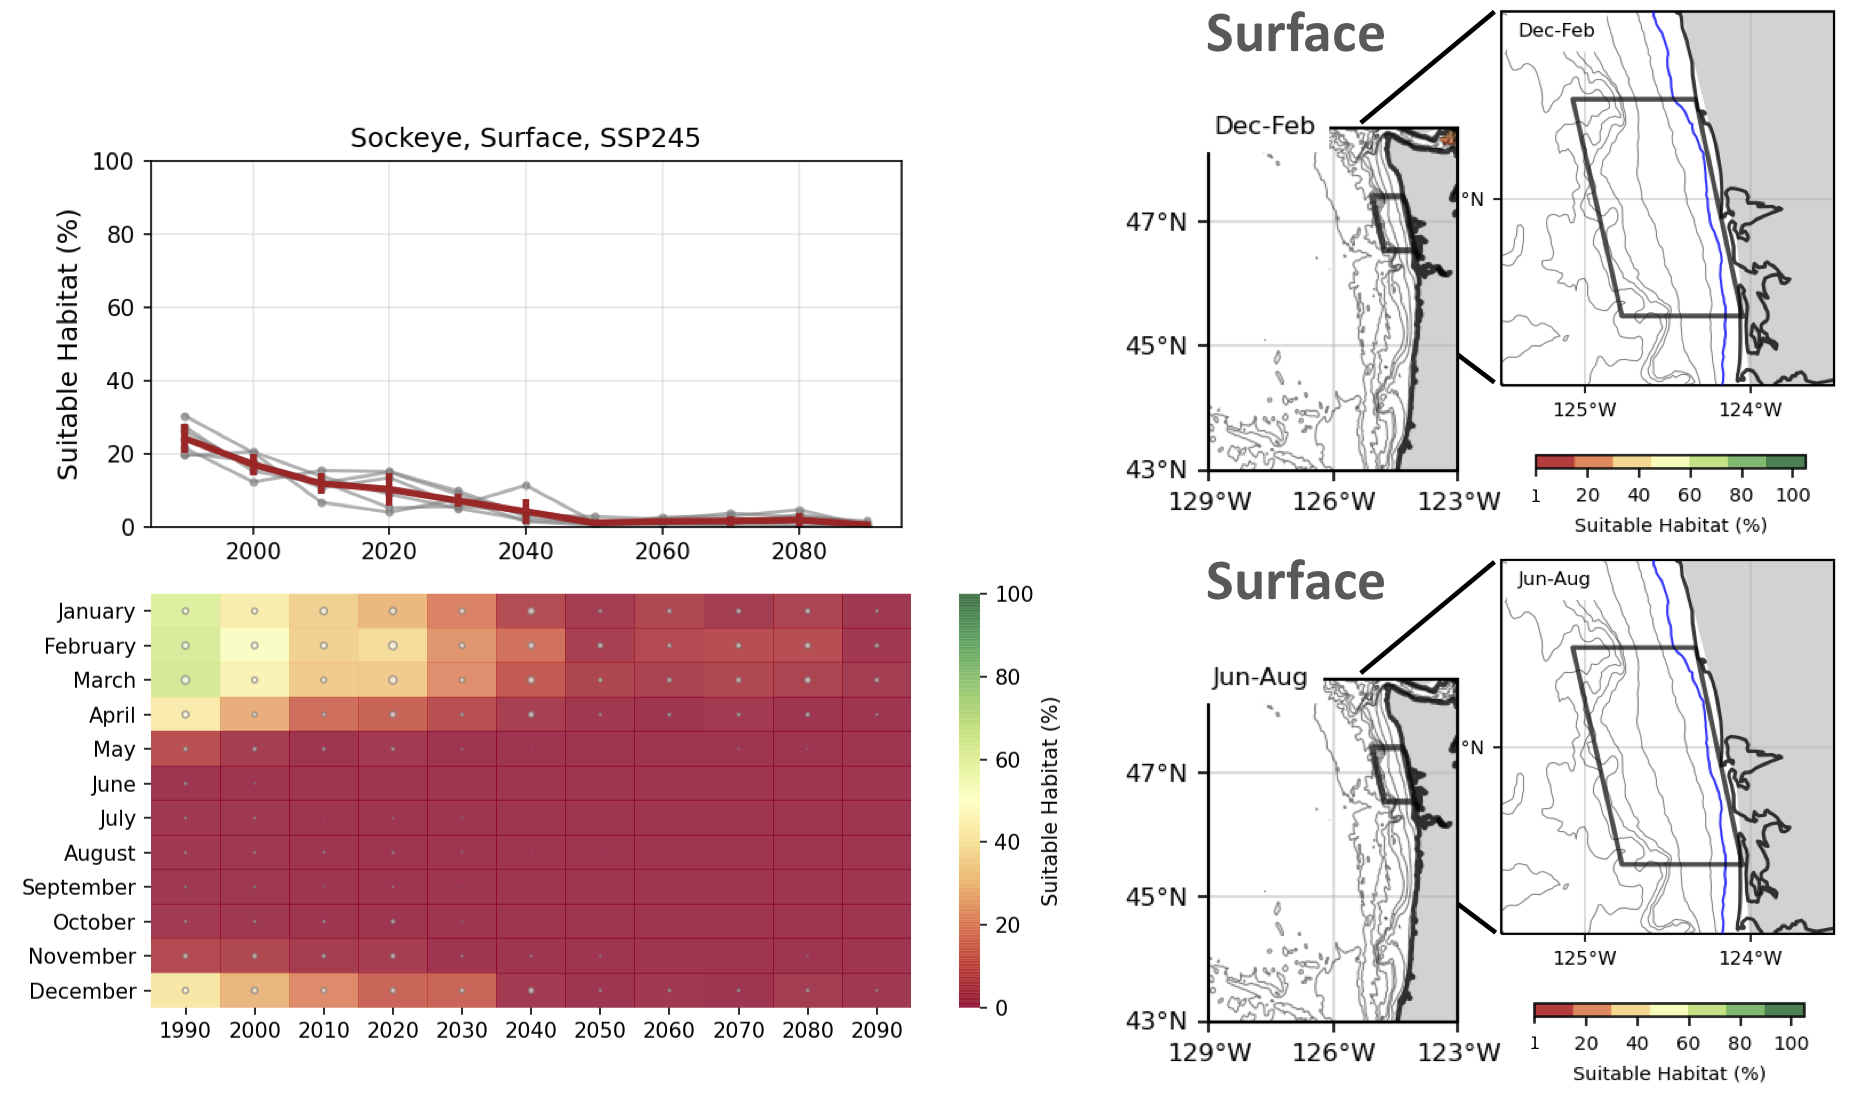 Sockeye, Surface, SSP245
Suitable Habitat (%)
100
80
60
40
20
0
2000 2020 2040 2060 2080
January
February
March
April
May
June
July
August
September
October
November
December
1990 2000 2010 2020 2030 2040 2050 2060 2070 2080 2090
100
80
60
40
20
0
Suitable Habitat (%)
Surface
Dec-Feb
47°N
45°N
43°N
129°W 126°W 123°W
Dec-Feb
°N
125°W 124°W
1 20 40 60 80 100
Suitable Habitat (%)
Surface
Jun-Aug
47°N
45°N
43°N
129°W 126°W 123°W
Jun-Aug
°N
125°W 124°W
1 20 40 60 80 100
Suitable Habitat (%)